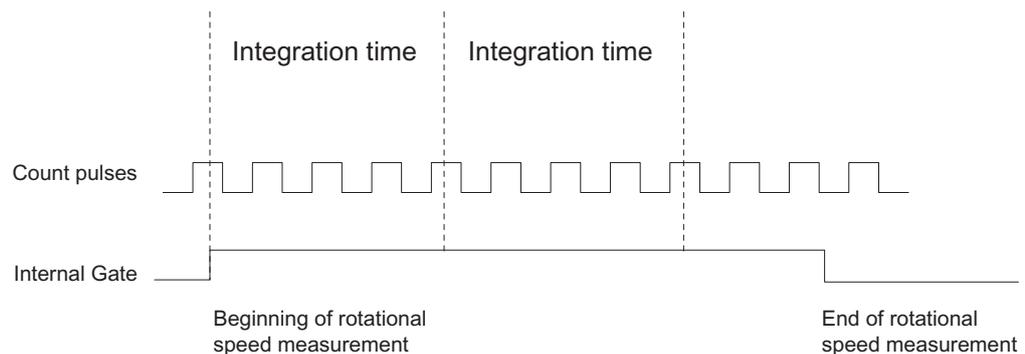 Integration time
Integration time
Count pulses
Internal Gate
Beginning of rotational
speed measurement
End of rotational
speed measurement